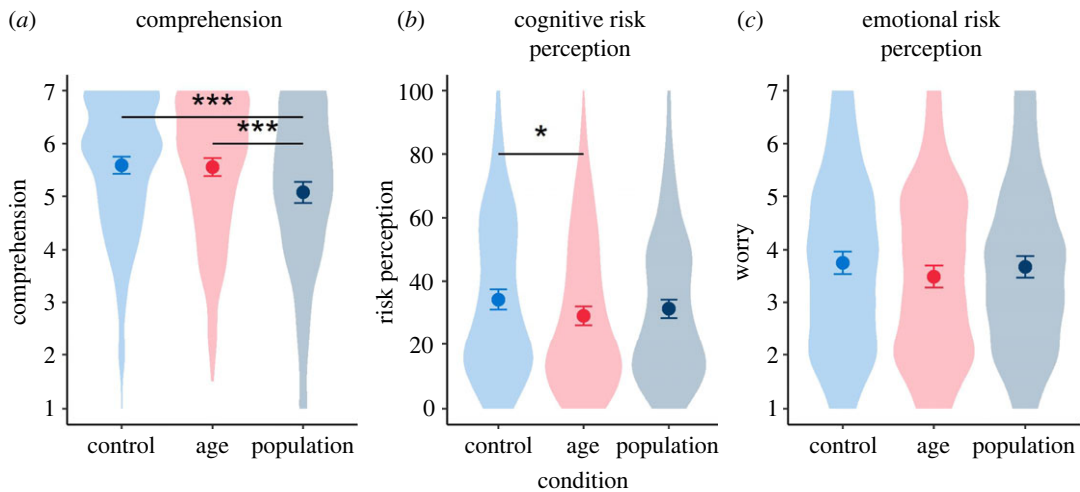 (a) comprehension
comprehension
7
6
5
4
3
2
1
***
***
control age population
(b) cognitive risk
perception
risk perception
100
80
60
40
20
0
*
control age population
condition
(c) emotional risk
perception
worry
7
6
5
4
3
2
1
control age population